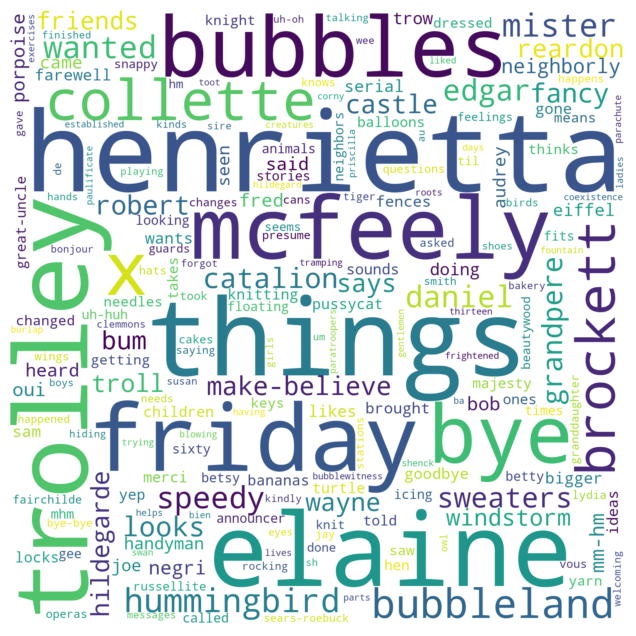 friends
knight
uh-oh
talking
trow
dressed
mister
exercises
finished
wee
liked
wanted
bubbles
reardon
came
snappy
porpoise
farewell
hm
toot
knows
corny
serial
neighborly
happens
collette
castle
edgar
fancy
gave
established
kinds
sire
creatures
balloons
feelings
gone
means
parachute
henrietta
de
paulificate
playing
seen
animals
said
stories
neighbors
priscilla
au
questions
days
til
audrey
thinks
birds
ladies
hands
hildegard
tiger
roots
coexistence
great-uncle
robert
changes
fred
cans
fences
eiffel
looking
seems
presume
asked
shoes
fits
fountain
bonjour
wants
guards
forgot
tramping
mcfeely
sounds
smith
doing
bakery
x
hats
takes
catalion
says
thirteen
trolley
uh-huh
needles
took
knitting
floating
pussycat
daniel
beautywood
grandpere
brockett
changed
burlap
clemmons
bum
cakes
saying
things
um
paratroopers
gentlemen
frightened
girls
wings
heard
getting
oui
boys
troll
susan
make-believe
majesty
granddaughter
needs
having
keys
likes
brought
ba
bob
ones
times
happened
sam
children
friday
bye
hiding
trying
blowing
sixty
stations
shenck
goodbye
merci
betsy
bananas
turtle
betty
bigger
fairchilde
yep
bubblewitness
icing
lydia
mhm
bye-bye
helps
bien
speedy
kindly
wayne
sweaters
ideas
hildegarde
looks
announcer
knit
told
windstorm
mm-hm
locks
gee
handyman
swan
eyes
jay
saw
owl
hen
done
joe
negri
rocking
lives
sh
elaine
vous
yarn
welcoming
operas
russellite
hummingbird
parts
bubbleland
messages
called
sears-roebuck